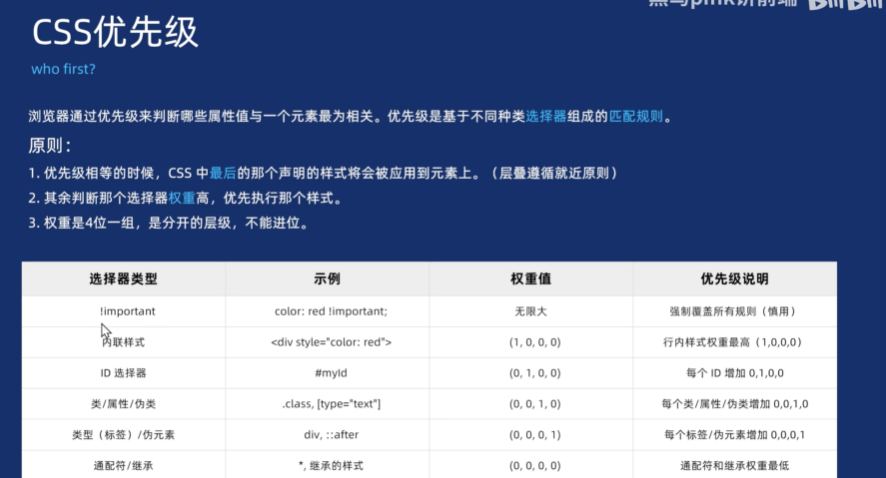 CSS优先级
who first?
浏览器通过优先级来判断哪些属性值与一个元素最为相关。优先级是基于不同种类选择器组成的匹配规则。
原则：
1. 优先级相等的时候，CSS 中最后的那个声明的样式将会被应用到元素上。（层叠遵循就近原则）
2. 其余判断那个选择器权重高，优先执行那个样式。
3. 权重是4位一组，是分开的层级，不能进位。
选择器类型 示例 权重值 优先级说明
!important color: red !important; 无限大 强制覆盖所有规则（慎用）
内联样式 <div style="color: red"> (1, 0, 0, 0) 行内样式权重最高（1,0,0,0）
ID 选择器 #myId (0, 1, 0, 0) 每个 ID 增加 0,1,0,0
类/属性/伪类 .class, [type="text"] (0, 0, 1, 0) 每个类/属性/伪类增加 0,0,1,0
类型（标签）/伪元素 div, ::after (0, 0, 0, 1) 每个标签/伪元素增加 0,0,0,1
通配符/继承 *, 继承的样式 (0, 0, 0, 0) 通配符和继承权重最低